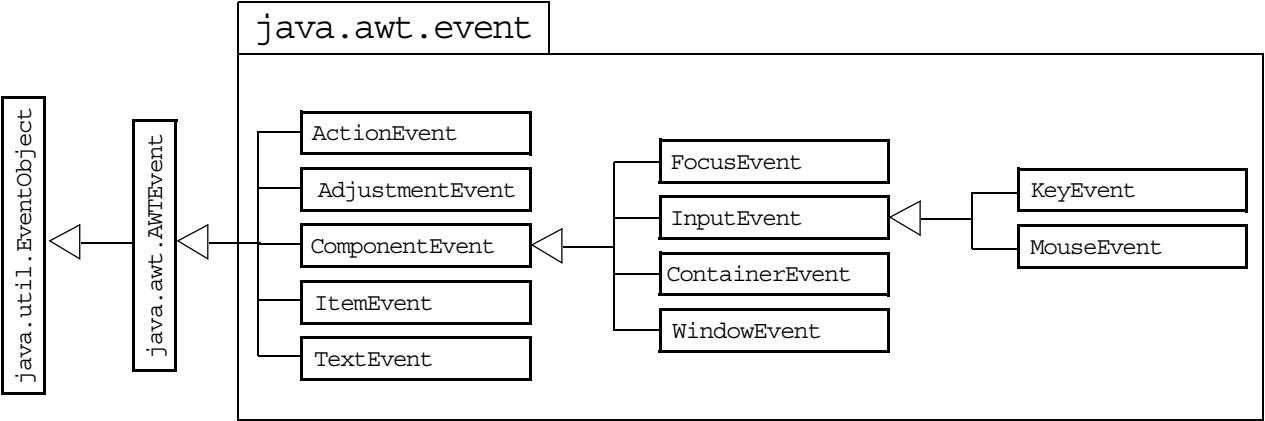 java.awt.event
java.util.EventObject
java.awt.AWTEvent
ActionEvent
AdjustmentEvent
ComponentEvent
ItemEvent
TextEvent
FocusEvent
InputEvent
ContainerEvent
WindowEvent
KeyEvent
MouseEvent